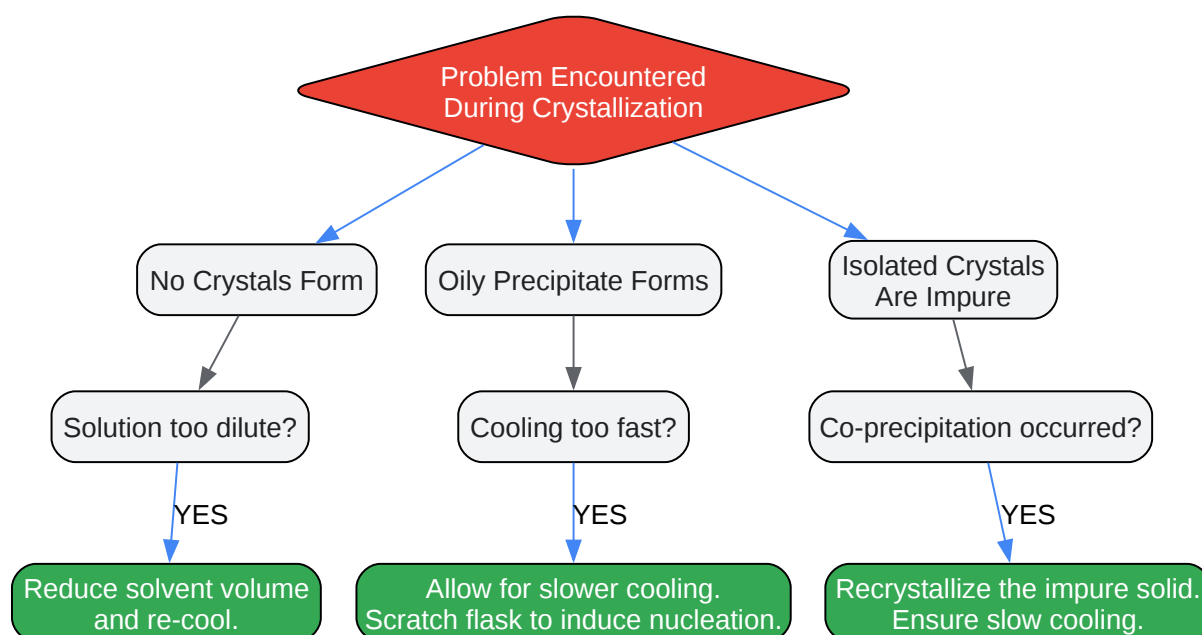 Problem Encountered
During Crystallization
No Crystals Form
Oily Precipitate Forms
Isolated Crystals
Are Impure
Solution too dilute?
Cooling too fast?
Co-precipitation occurred?
YES
YES
YES
Reduce solvent volume
and re-cool.
Allow for slower cooling.
Scratch flask to induce nucleation.
Recrystallize the impure solid.
Ensure slow cooling.